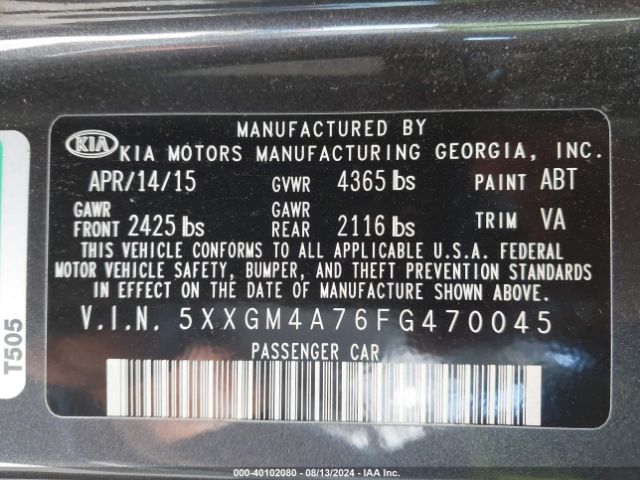 MANUFACTURED BY
KIA KIA MOTORS MANUFACTURING GEORGIA, INC.
APR/14/15 GVWR 4365 lbs PAINT ABT
GAWR FRONT 2425 lbs GAWR REAR 2116 lbs TRIM VA
THIS VEHICLE CONFORMS TO ALL APPLICABLE U.S.A. FEDERAL
MOTOR VEHICLE SAFETY, BUMPER, AND THEFT PREVENTION STANDARDS
IN EFFECT ON THE DATE OF MANUFACTURE SHOWN ABOVE.
V.I.N. 5XXGM4A76FG470045
PASSENGER CAR
T505
000-40102080 - 08/13/2024 - IAA Inc.